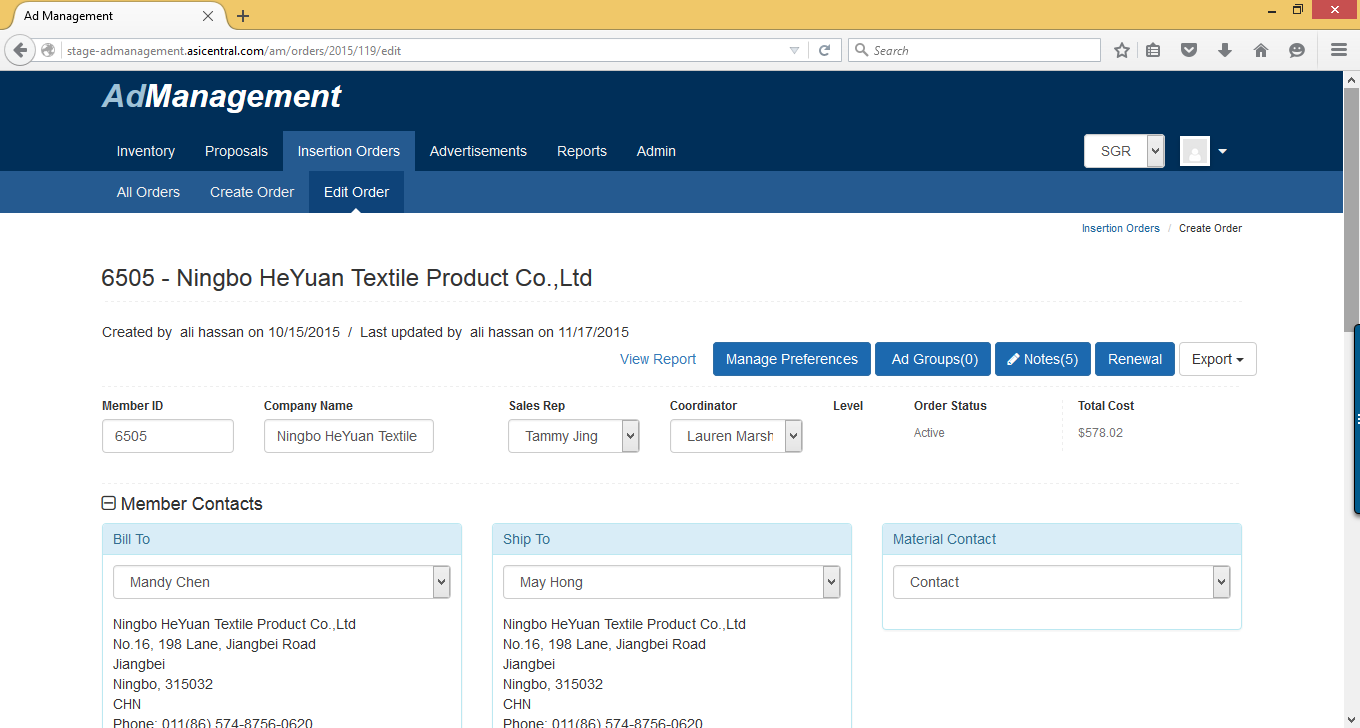 Ad Management
stage-admanagement.asicentral.com/am/orders/2015/119/edit
Search
AdManagement
Inventory Proposals Insertion Orders Advertisements Reports Admin SGR
All Orders Create Order Edit Order
Insertion Orders / Create Order
6505 - Ningbo HeYuan Textile Product Co.,Ltd
Created by ali hassan on 10/15/2015 / Last updated by ali hassan on 11/17/2015
View Report Manage Preferences Ad Groups(0) Notes(5) Renewal Export
Member ID Company Name Sales Rep Coordinator Level Order Status Total Cost
6505 Ningbo HeYuan Textile Tammy Jing Lauren Marsh Active $578.02
Member Contacts
Bill To
Mandy Chen
Ningbo HeYuan Textile Product Co.,Ltd
No.16, 198 Lane, Jiangbei Road
Jiangbei
Ningbo, 315032
CHN
Phone: 011(86) 574-8756-0620
Ship To
May Hong
Ningbo HeYuan Textile Product Co.,Ltd
No.16, 198 Lane, Jiangbei Road
Jiangbei
Ningbo, 315032
CHN
Phone: 011(86) 574-8756-0620
Material Contact
Contact